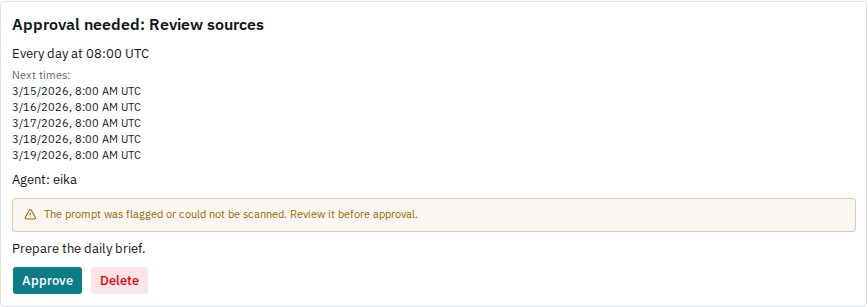 Approval needed: Review sources
Every day at 08:00 UTC
Next times:
3/15/2026, 8:00 AM UTC
3/16/2026, 8:00 AM UTC
3/17/2026, 8:00 AM UTC
3/18/2026, 8:00 AM UTC
3/19/2026, 8:00 AM UTC
Agent: eika
The prompt was flagged or could not be scanned. Review it before approval.
Prepare the daily brief.
Approve Delete